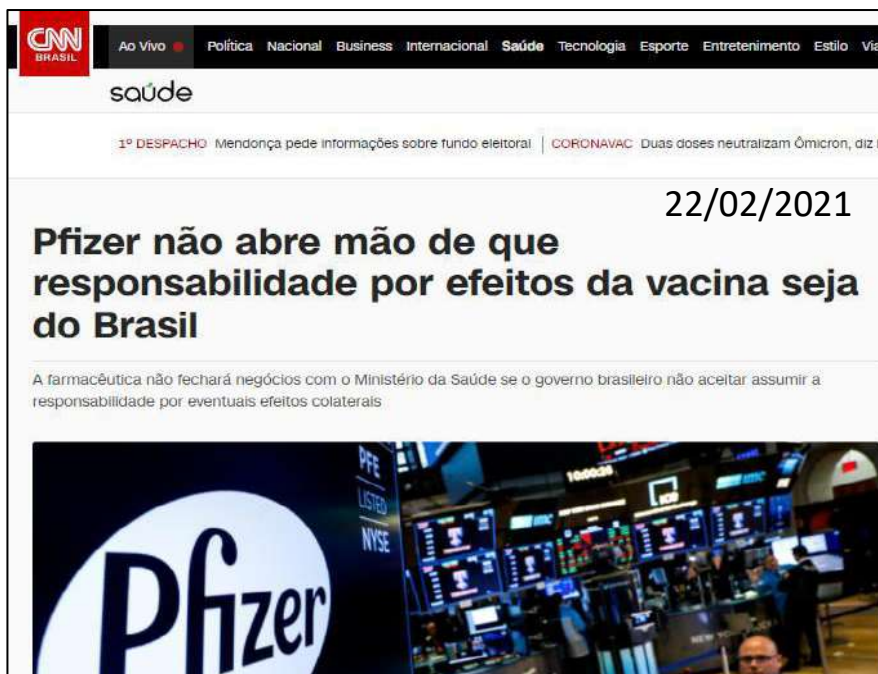 CNN
BRASIL
Ao Vivo Política Nacional Business Internacional Saúde Tecnologia Esporte Entretenimento Estilo
saúde
1º DESPACHO Mendonça pede informações sobre fundo eleitoral | CORONAVAC Duas doses neutralizam Ômicron, diz
22/02/2021
Pfizer não abre mão de que
responsabilidade por efeitos da vacina seja
do Brasil
A farmacêutica não fechará negócios com o Ministério da Saúde se o governo brasileiro não aceitar assumir a
responsabilidade por eventuais efeitos colaterais
PFE
LISTED
NYSE
10:00:26
Pfizer